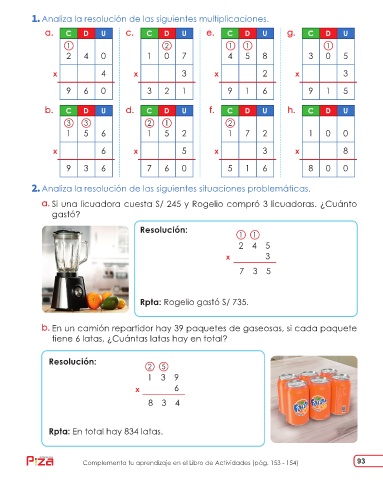 1. Analiza la resolución de las siguientes multiplicaciones.
a. C D U
1
2 4 0
x 4
9 6 0
c. C D U
2
1 0 7
x 3
3 2 1
e. C D U
1 1
4 5 8
x 2
9 1 6
g. C D U
1
3 0 5
x 3
9 1 5
b. C D U
3 3
1 5 6
x 6
9 3 6
d. C D U
2 1
1 5 2
x 5
7 6 0
f. C D U
2
1 7 2
x 3
5 1 6
h. C D U
1 0 0
x 8
8 0 0
2. Analiza la resolución de las siguientes situaciones problemáticas.
a. Si una licuadora cuesta S/ 245 y Rogelio compró 3 licuadoras. ¿Cuánto
gastó?
Resolución:
1 1
2 4 5
x 3
7 3 5
Rpta: Rogelio gastó S/ 735.
b. En un camión repartidor hay 39 paquetes de gaseosas, si cada paquete
tiene 6 latas. ¿Cuántas latas hay en total?
Resolución:
2 5
1 3 9
x 6
8 3 4
Rpta: En total hay 834 latas.
Fanta
Complementa tu aprendizaje en el Libro de Actividades (pág. 153 - 154)
93